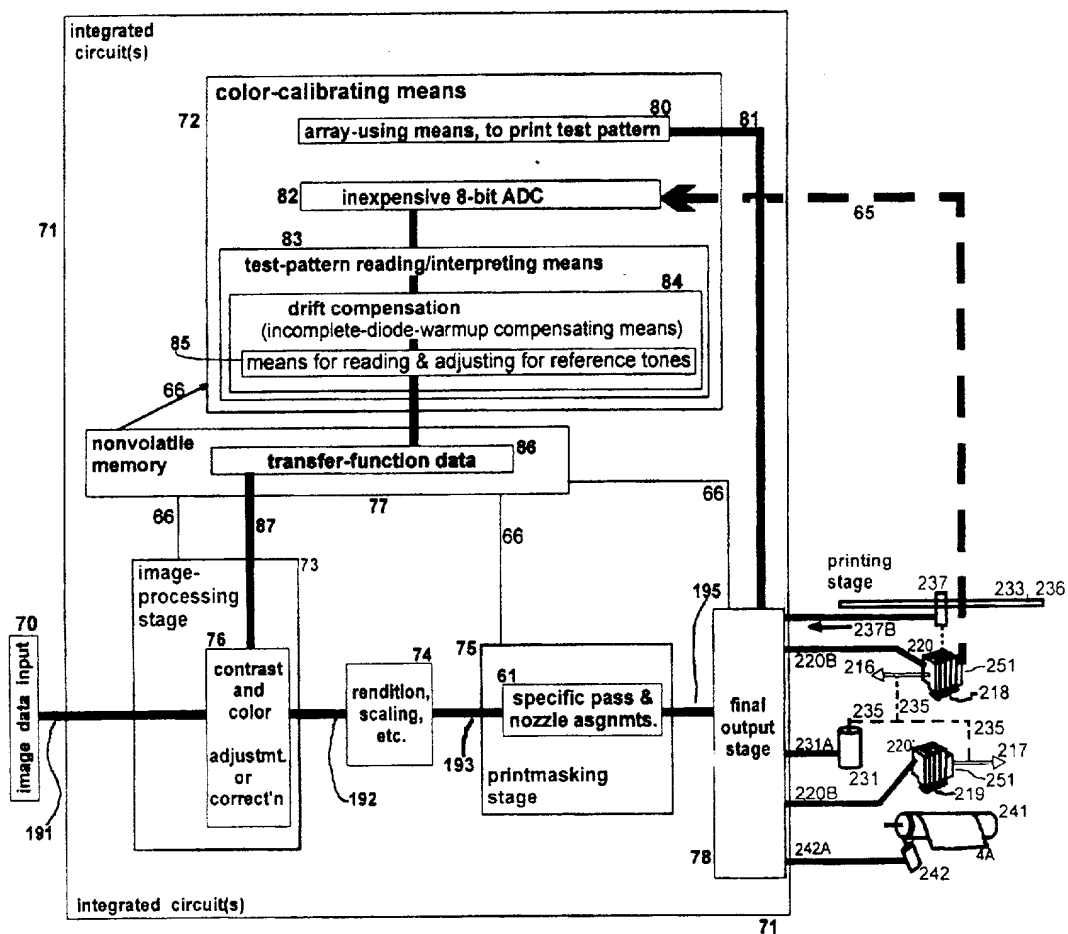 integrated
circuit(s)
color-calibrating means
72
80
array-using means, to print test pattern
81
82
inexpensive 8-bit ADC
65
71
83
test-pattern reading/interpreting means
84
drift compensation
(incomplete-diode-warmup compensating means)
85
means for reading & adjusting for reference tones
66
nonvolatile
memory
transfer-function data
86
77
66
87
66
66
image-
processing
stage
73
printing
stage
237
233, 236
195
237B
70
image data input
76
contrast
and
color
adjustmt.
or
correct'n
74
rendition,
scaling,
etc.
75
61
specific pass &
nozzle asgnmts.
printmasking
stage
final
output
stage
220B
220
216
251
218
235
235
235
231A
231
220
217
251
219
220B
191
192
193
78
242A
241
4A
242
integrated circuit(s)
71